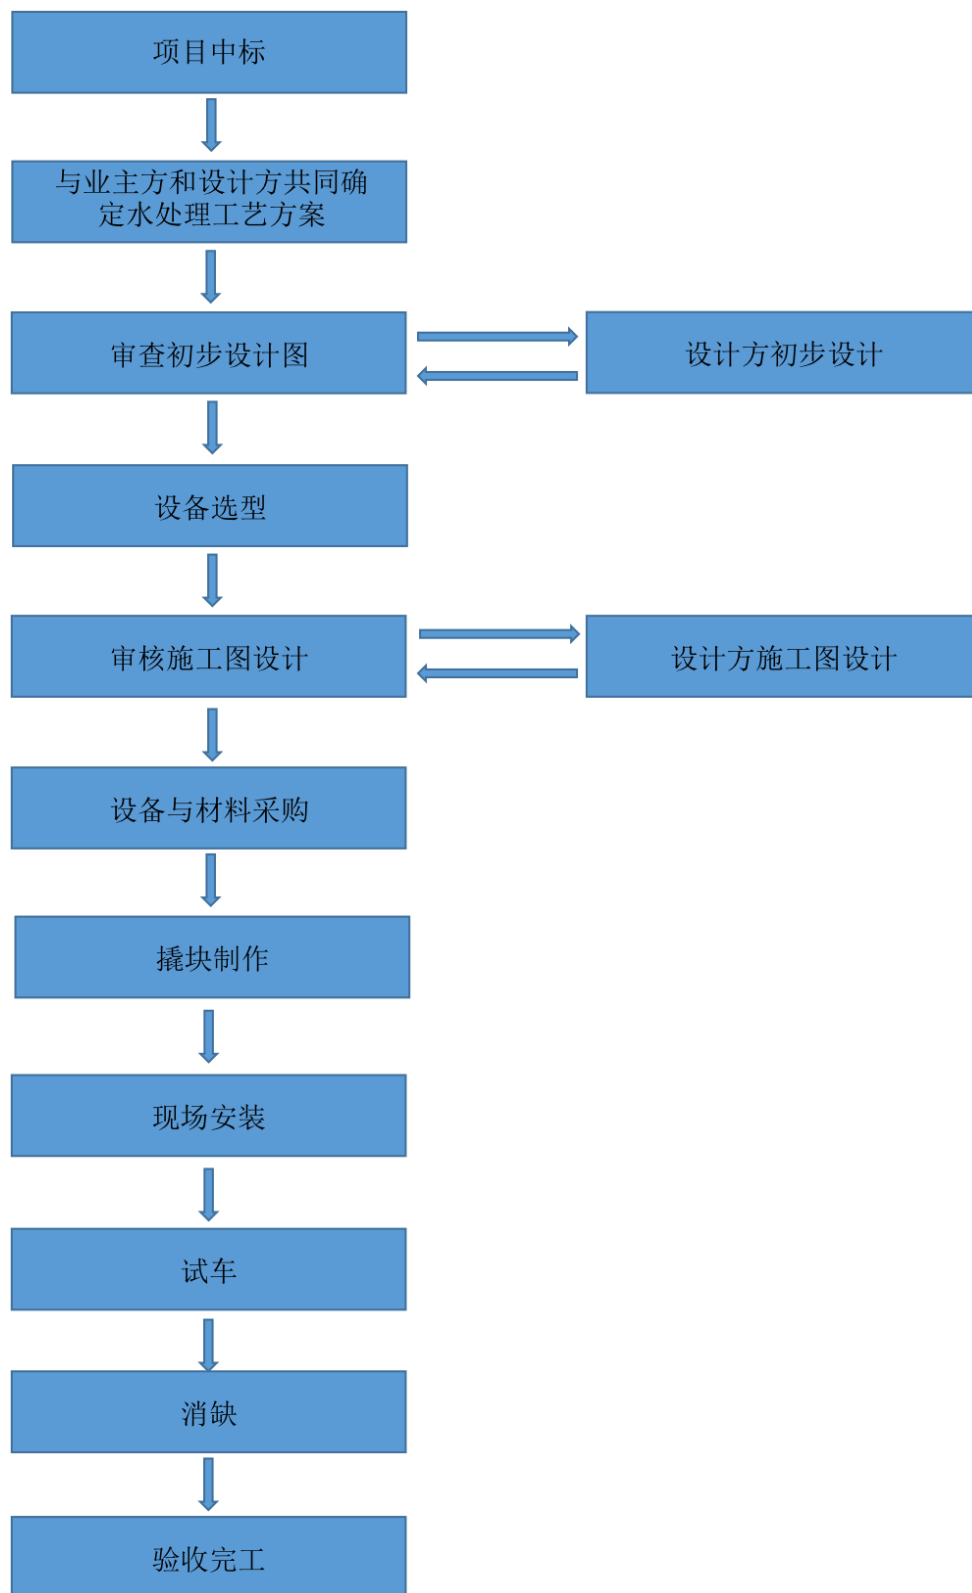 项目中标
与业主方和设计方共同确
定水处理工艺方案
审查初步设计图
设计方初步设计
设备选型
审核施工图设计
设计方施工图设计
设备与材料采购
撬块制作
现场安装
试车
消缺
验收完工